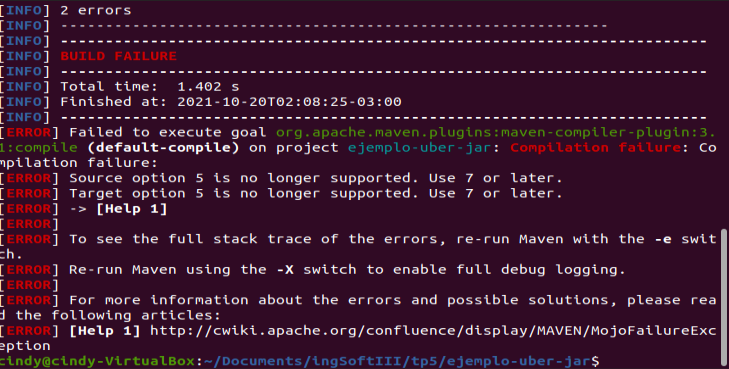 [INFO] 2 errors
[INFO] -------------------------------------------------------------
[INFO] ------------------------------------------------------------------------
[INFO] BUILD FAILURE
[INFO] ------------------------------------------------------------------------
[INFO] Total time:  1.402 s
[INFO] Finished at: 2021-10-20T02:08:25-03:00
[INFO] ------------------------------------------------------------------------
[ERROR] Failed to execute goal org.apache.maven.plugins:maven-compiler-plugin:3.
1:compile (default-compile) on project ejemplo-uber-jar: Compilation failure: Co
mpilation failure:
[ERROR] Source option 5 is no longer supported. Use 7 or later.
[ERROR] Target option 5 is no longer supported. Use 7 or later.
[ERROR] -> [Help 1]
[ERROR]
[ERROR] To see the full stack trace of the errors, re-run Maven with the -e swit
ch.
[ERROR] Re-run Maven using the -X switch to enable full debug logging.
[ERROR]
[ERROR] For more information about the errors and possible solutions, please rea
d the following articles:
[ERROR] [Help 1] http://cwiki.apache.org/confluence/display/MAVEN/MojoFailureExc
eption
cindy@cindy-VirtualBox:~/Documents/ingSoftIII/tp5/ejemplo-uber-jar$